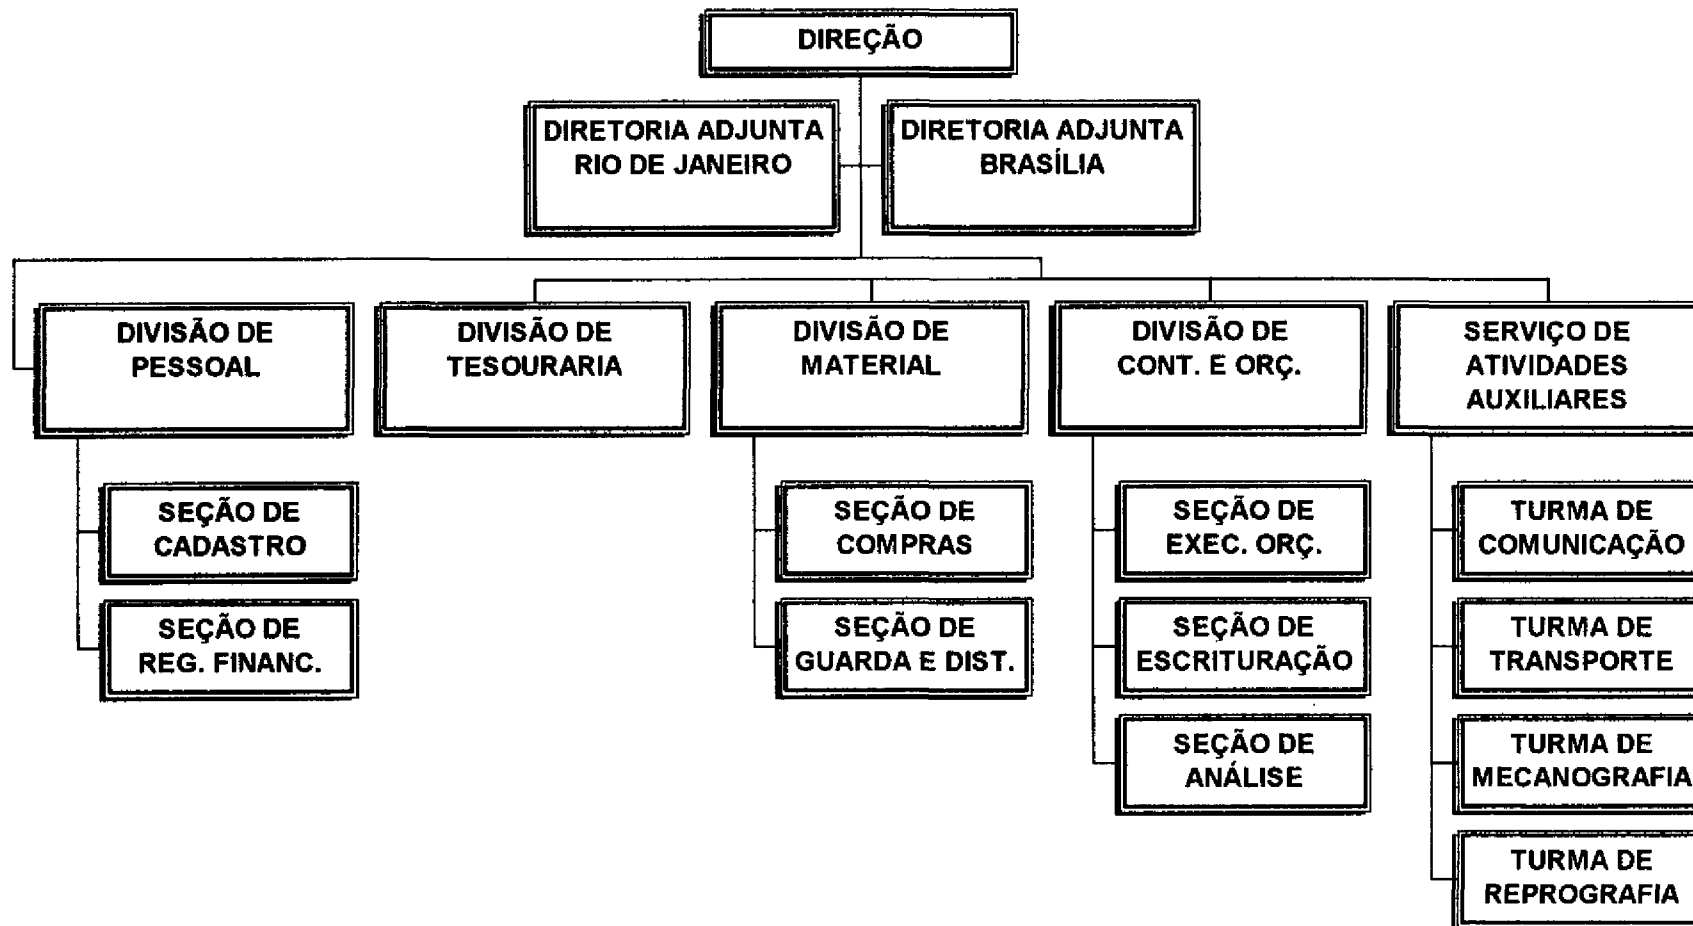 DIREÇÃO
DIRETORIA ADJUNTA
RIO DE JANEIRO
DIRETORIA ADJUNTA
BRASÍLIA
DIVISÃO DE
PESSOAL
DIVISÃO DE
TESOURARIA
DIVISÃO DE
MATERIAL
DIVISÃO DE
CONT. E ORÇ.
SERVIÇO DE
ATIVIDADES
AUXILIARES
SEÇÃO DE
CADASTRO
SEÇÃO DE
REG. FINANC.
SEÇÃO DE
COMPRAS
SEÇÃO DE
GUARDA E DIST.
SEÇÃO DE
EXEC. ORÇ.
SEÇÃO DE
ESCRITURAÇÃO
SEÇÃO DE
ANÁLISE
TURMA DE
COMUNICAÇÃO
TURMA DE
TRANSPORTE
TURMA DE
MECANOGRAFIA
TURMA DE
REPROGRAFIA